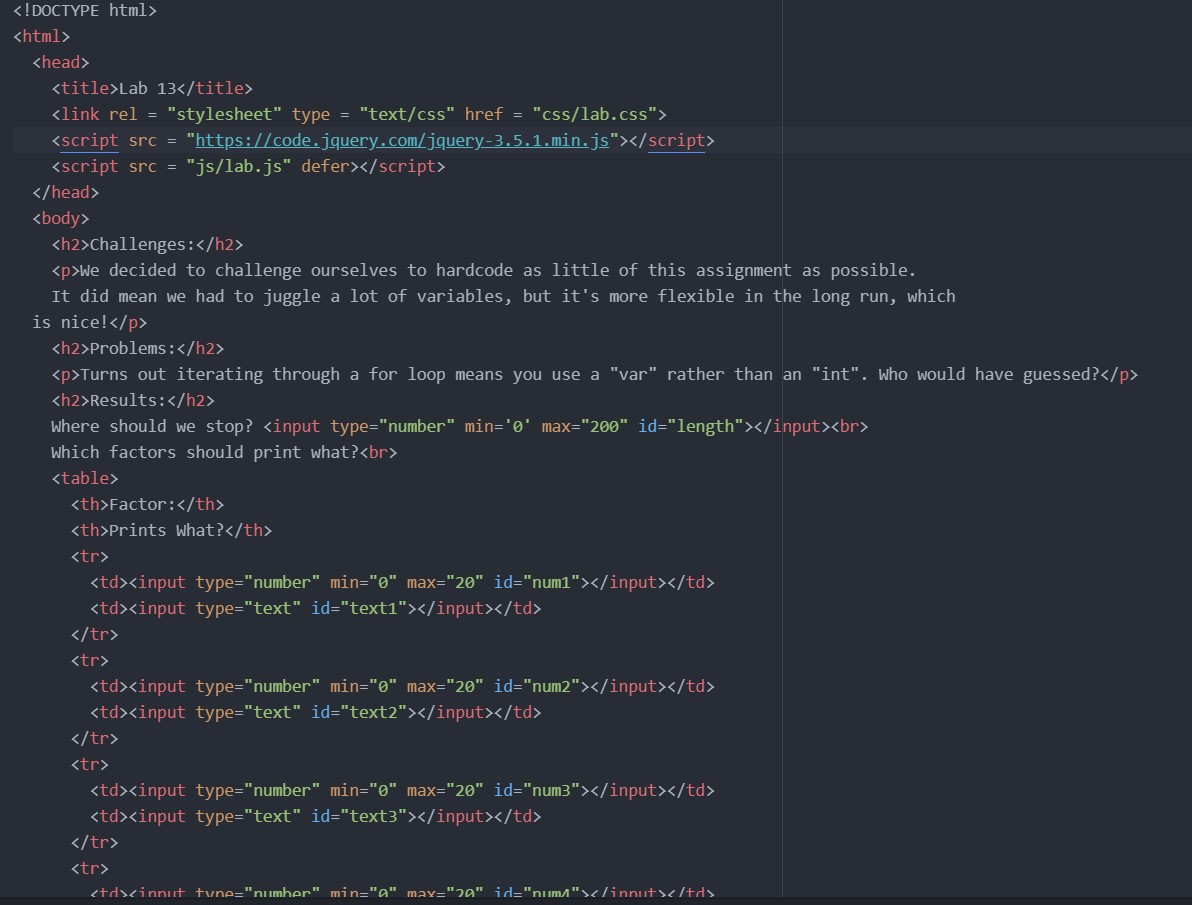 <!DOCTYPE html>
<html>
<head>
<title>Lab 13</title>
<link rel = "stylesheet" type = "text/css" href = "css/lab.css">
<script src = "https://code.jquery.com/jquery-3.5.1.min.js"></script>
<script src = "js/lab.js" defer></script>
</head>
<body>
<h2>Challenges:</h2>
<p>We decided to challenge ourselves to hardcode as little of this assignment as possible.
It did mean we had to juggle a lot of variables, but it's more flexible in the long run, which
is nice!</p>
<h2>Problems:</h2>
<p>Turns out iterating through a for loop means you use a "var" rather than an "int". Who would have guessed?</p>
<h2>Results:</h2>
Where should we stop? <input type="number" min='0' max="200" id="length"></input><br>
Which factors should print what?<br>
<table>
<th>Factor:</th>
<th>Prints What?</th>
<tr>
<td><input type="number" min="0" max="20" id="num1"></input></td>
<td><input type="text" id="text1"></input></td>
</tr>
<tr>
<td><input type="number" min="0" max="20" id="num2"></input></td>
<td><input type="text" id="text2"></input></td>
</tr>
<tr>
<td><input type="number" min="0" max="20" id="num3"></input></td>
<td><input type="text" id="text3"></input></td>
</tr>
<tr>
<td><input type="number" min="0" max="20" id="num4"></input></td>